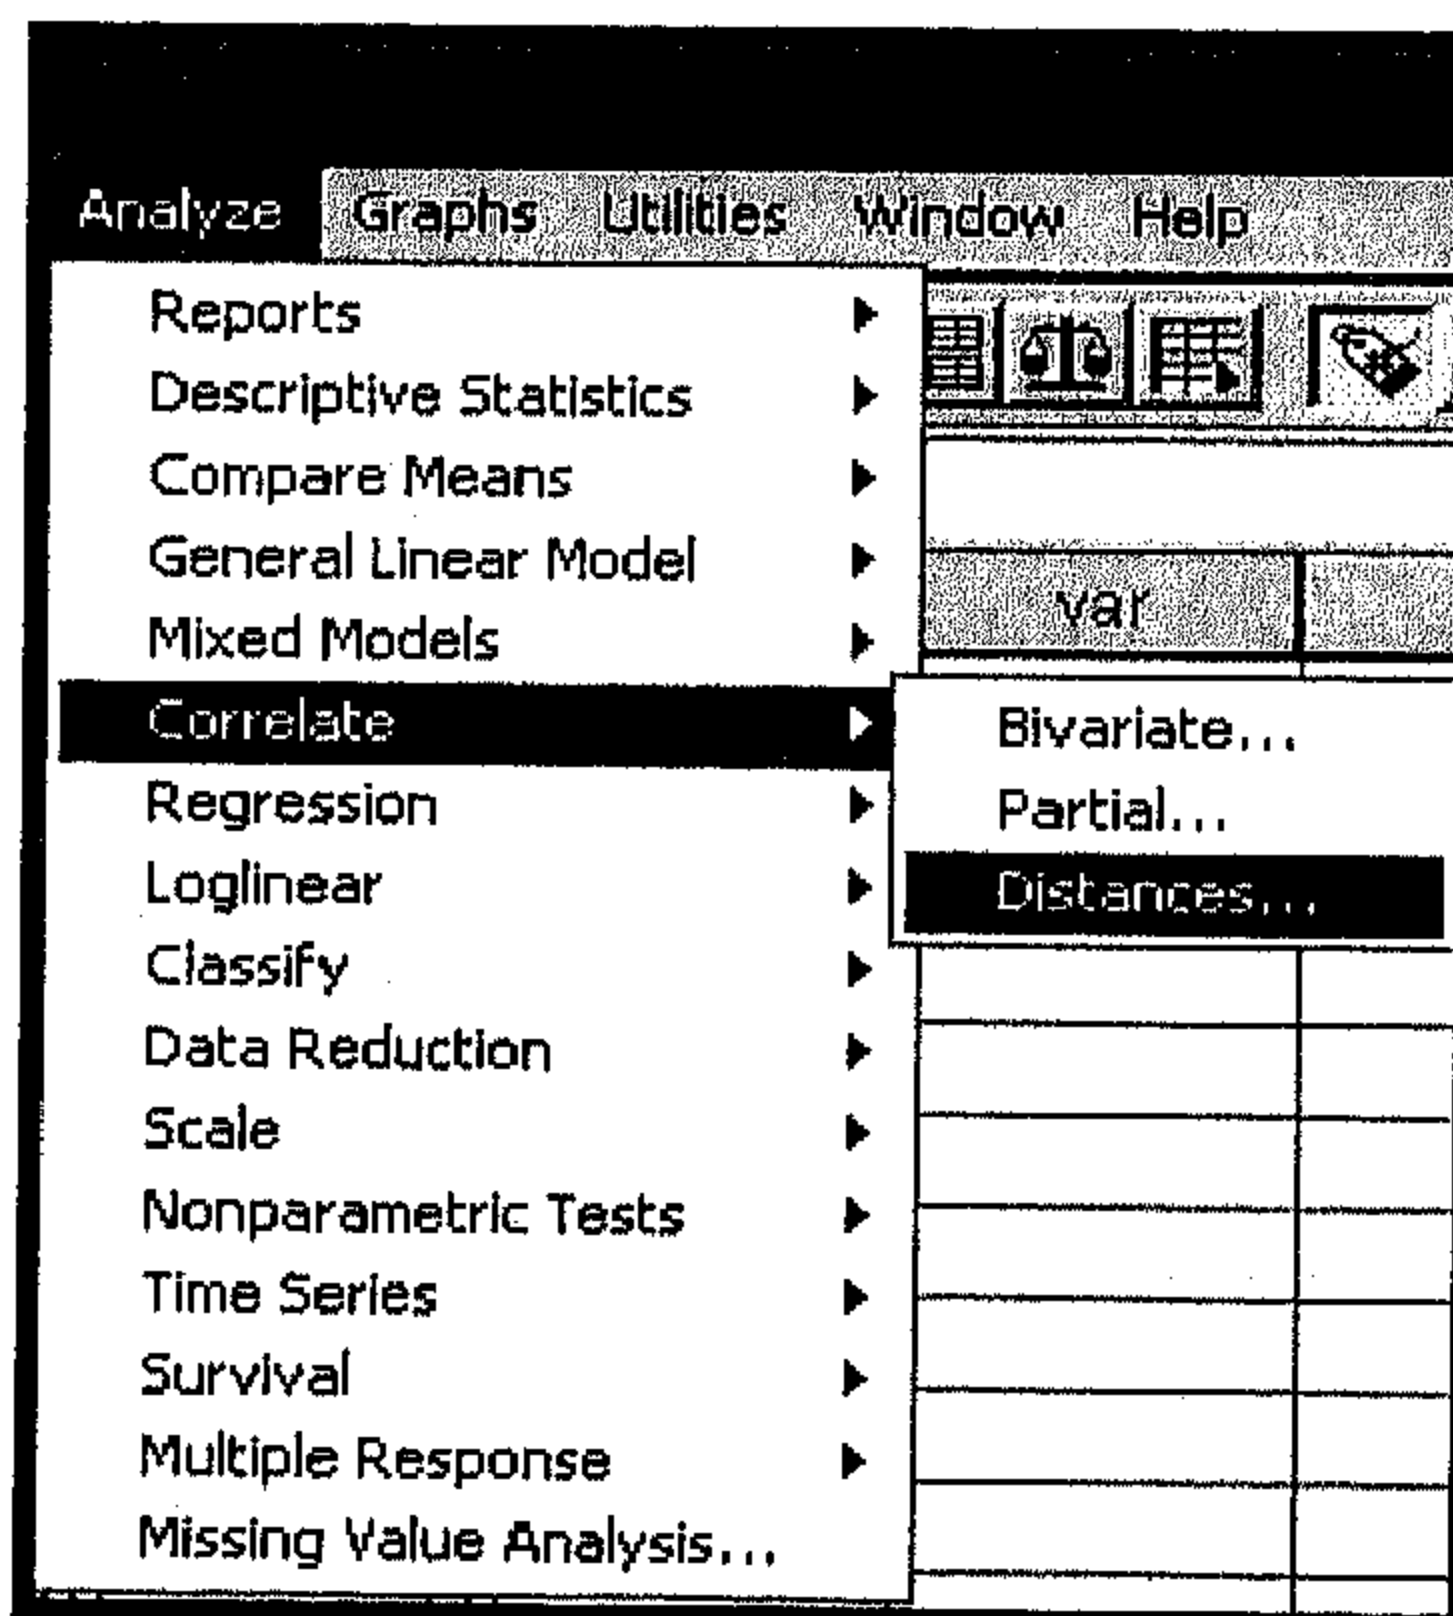 Analyze Graphs Utilities Window Help
Reports
Descriptive Statistics
Compare Means
General Linear Model
var
Mixed Models
Correlate
Bivariate...
Regression
Partial...
Loglinear
Distances...
Classify
Data Reduction
Scale
Nonparametric Tests
Time Series
Survival
Multiple Response
Missing Value Analysis...